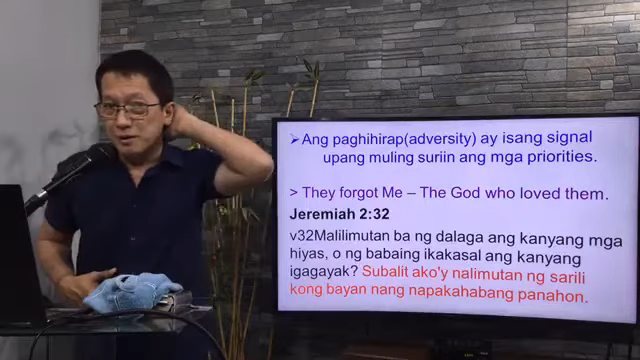 ➢Ang paghihirap(adversity) ay isang signal
upang muling suriin ang mga priorities.
> They forgot Me – The God who loved them.
Jeremiah 2:32
v32Malilimutan ba ng dalaga ang kanyang mga
hiyas, o ng babaing ikakasal ang kanyang
igagayak? Subalit ako'y nalimutan ng sarili
kong bayan nang napakahabang panahon.